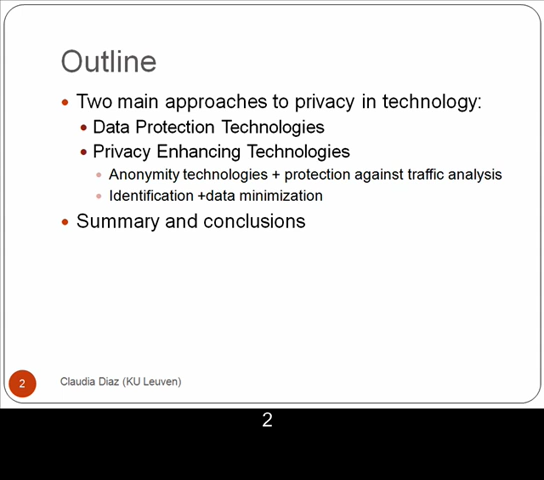 Outline
Two main approaches to privacy in technology:
Data Protection Technologies
Privacy Enhancing Technologies
Anonymity technologies + protection against traffic analysis
Identification +data minimization
Summary and conclusions
2
Claudia Diaz (KU Leuven)
2